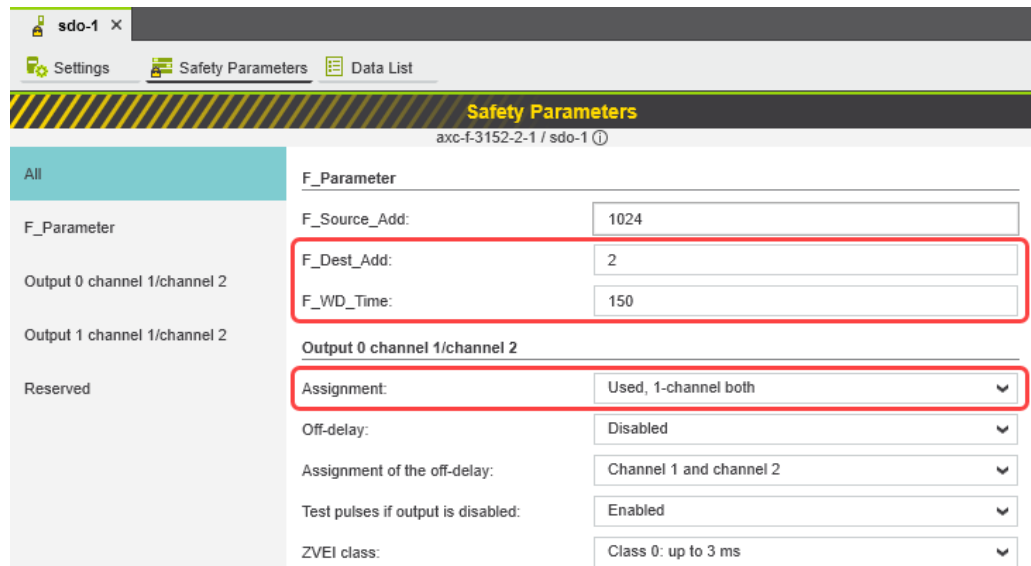 sdo-1 ×
Settings Safety Parameters Data List
Safety Parameters
axc-f-3152-2-1 / sdo-1
All
F_Parameter
Output 0 channel 1/channel 2
Output 1 channel 1/channel 2
Reserved
F_Parameter
F_Source_Add: 1024
F_Dest_Add: 2
F_WD_Time: 150
Output 0 channel 1/channel 2
Assignment: Used, 1-channel both
Off-delay: Disabled
Assignment of the off-delay: Channel 1 and channel 2
Test pulses if output is disabled: Enabled
ZVEI class: Class 0: up to 3 ms